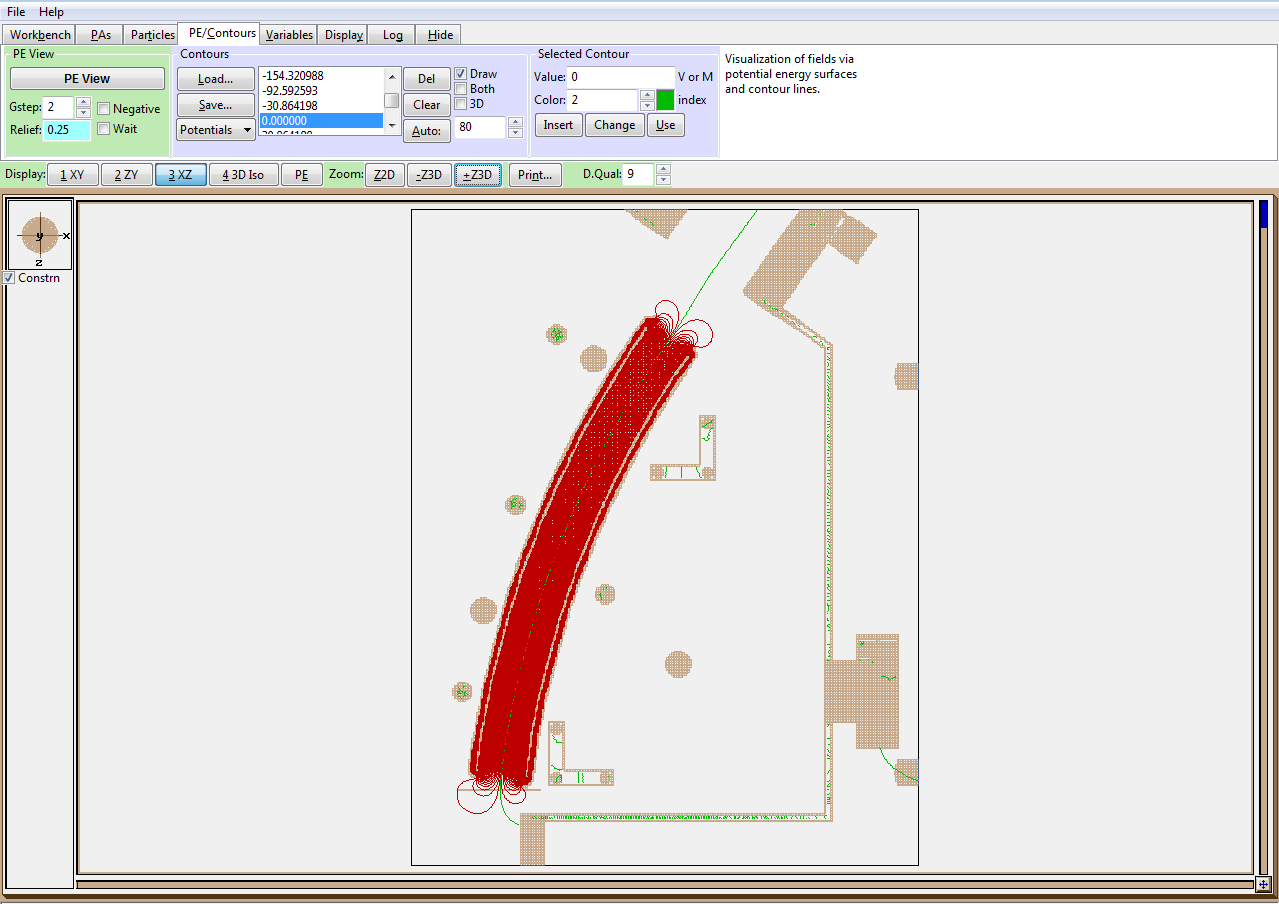 File Help
Workbench PAs Particles PE/Contours Variables Display Log Hide
PE View Contours Selected Contour
PE View
Gstep: 2 Negative
Relief: 0.25 Wait
Load...
Save...
Potentials
-154.320988
-92.592593
-30.864198
0.000000
30.864198
Del
Clear
Auto:
Draw
Both
3D
80
Value: 0 V or M
Color: 2 index
Insert Change Use
Visualization of fields via
potential energy surfaces
and contour lines.
Display: 1 XY 2 ZY 3 XZ 4 3D Iso PE Zoom: Z2D -Z3D +Z3D Print... D.Qual: 9
y x
z
Constrn